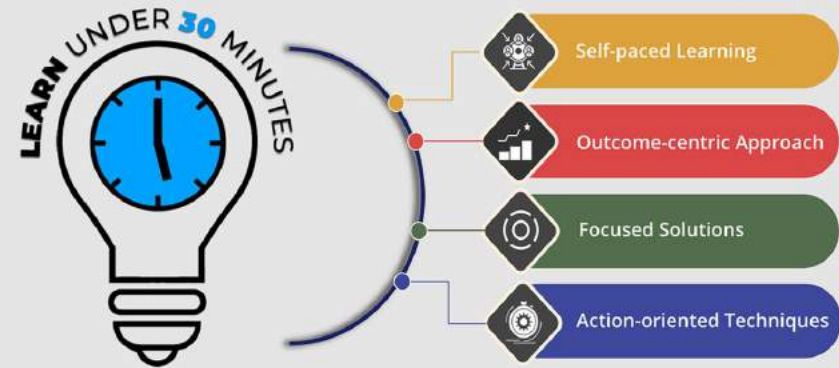 LEARN UNDER 30 MINUTES
Self-paced Learning
Outcome-centric Approach
Focused Solutions
Action-oriented Techniques